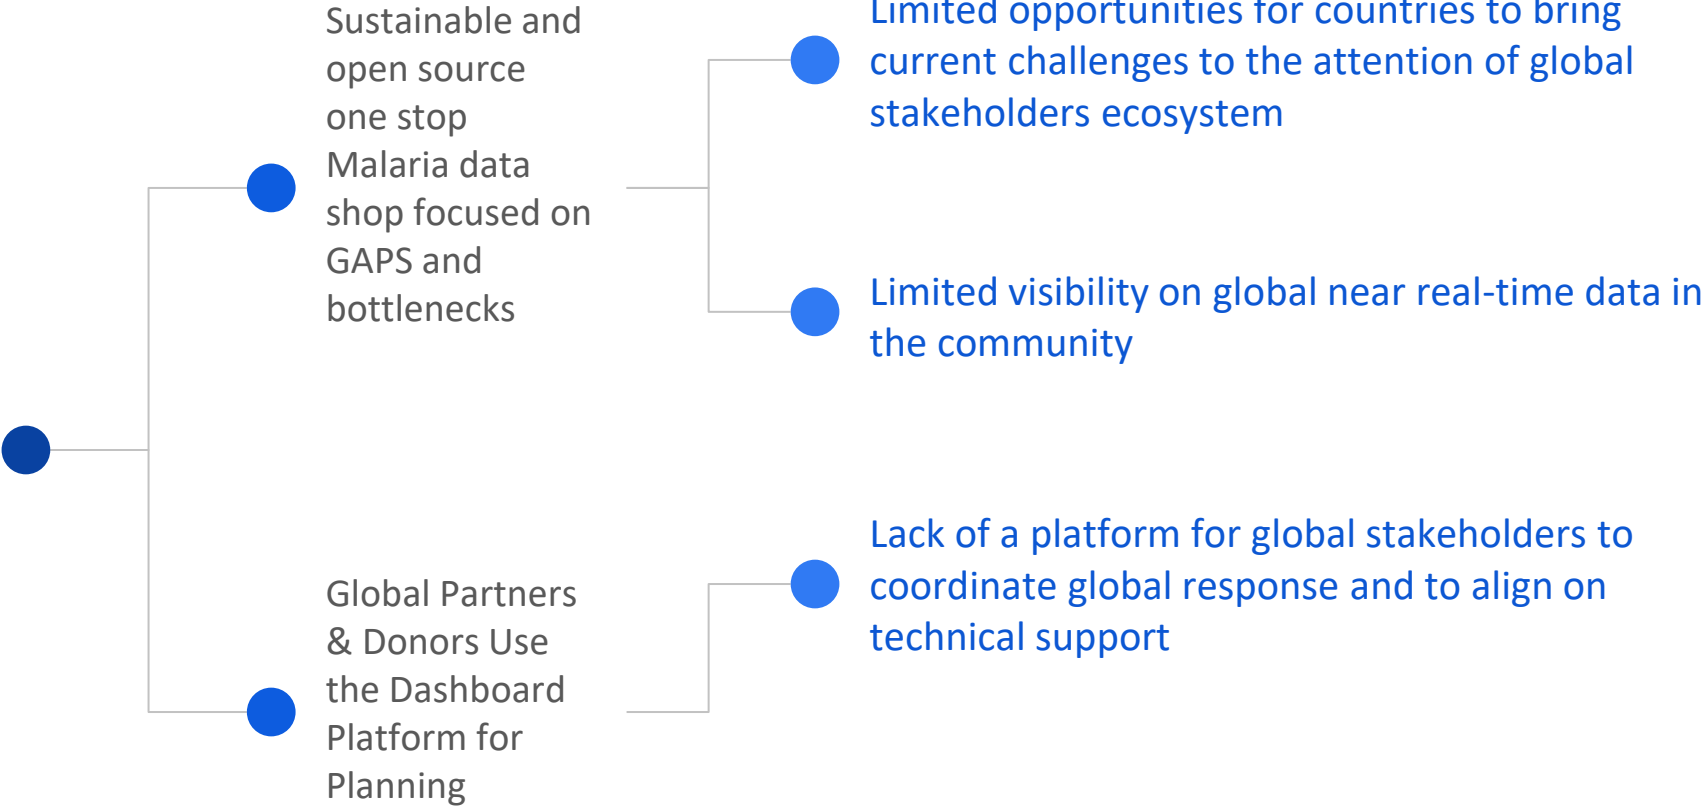 Sustainable and
open source
one stop
Malaria data
shop focused on
GAPS and
bottlenecks
Limited opportunities for countries to bring
current challenges to the attention of global
stakeholders ecosystem
Limited visibility on global near real-time data in
the community
Global Partners
& Donors Use
the Dashboard
Platform for
Planning
Lack of a platform for global stakeholders to
coordinate global response and to align on
technical support